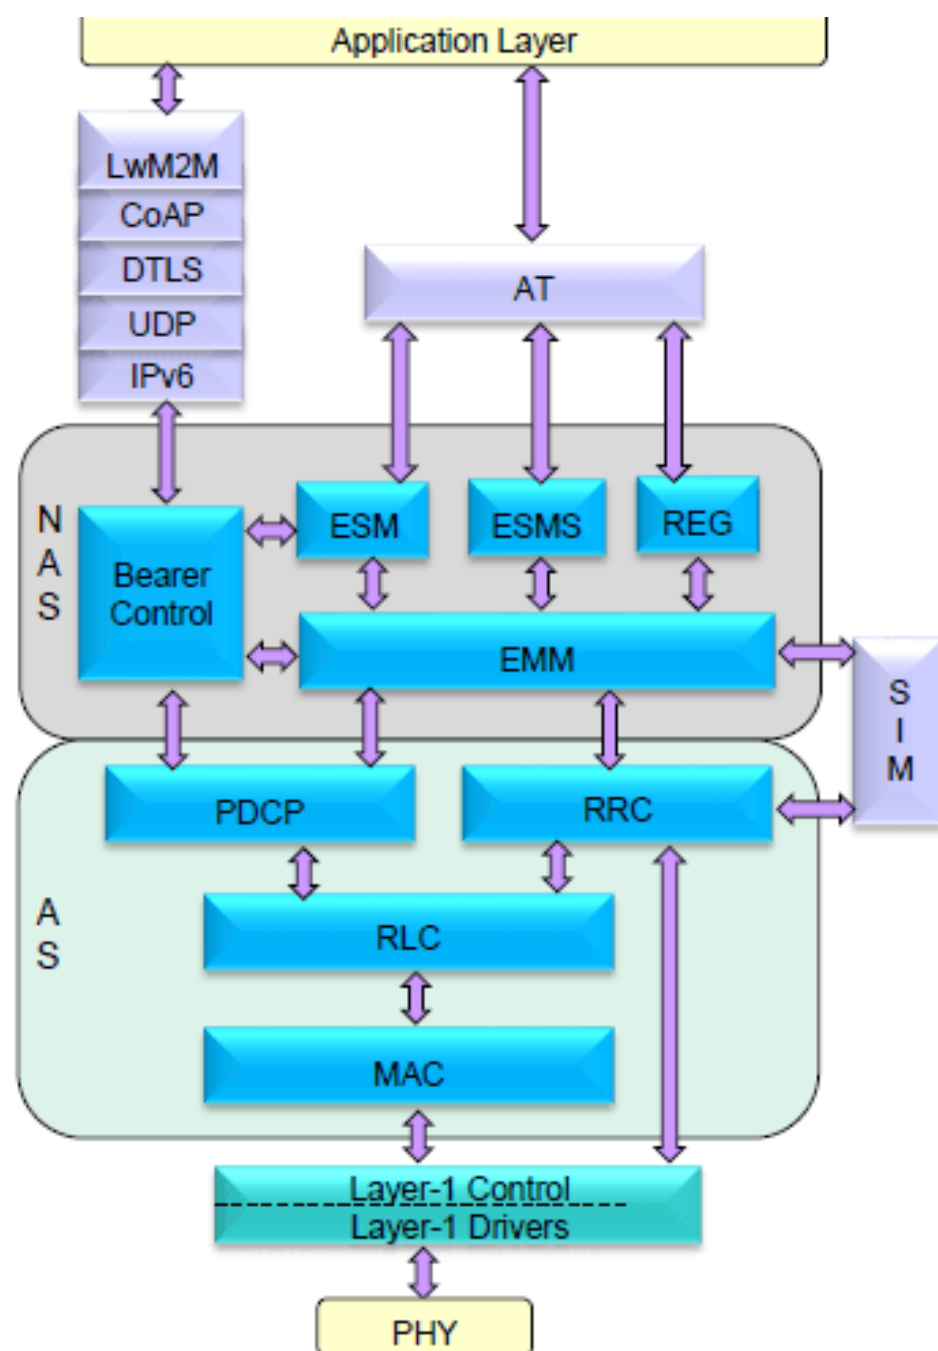 Application Layer
LwM2M
CoAP
DTLS
UDP
IPv6
AT
N
A
S
ESM
ESMS
REG
Bearer
Control
EMM
S
I
M
PDCP
RRC
A
S
RLC
MAC
Layer-1 Control
Layer-1 Drivers
PHY